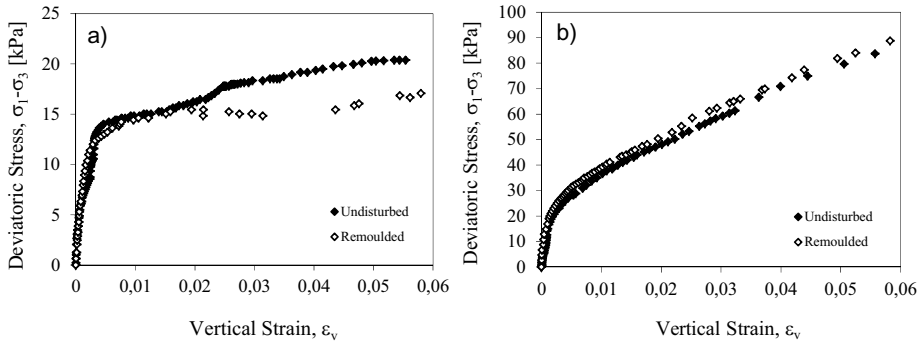 a)
Deviatoric Stress, σ₁-σ₃ [kPa]
25
20
15
10
5
0
0 0,01 0,02 0,03 0,04 0,05 0,06
Vertical Strain, εᵥ
Undisturbed
Remoulded
b)
Deviatoric Stress, σ₁-σ₃ [kPa]
100
90
80
70
60
50
40
30
20
10
0
0 0,01 0,02 0,03 0,04 0,05 0,06
Vertical Strain, εᵥ
Undisturbed
Remoulded